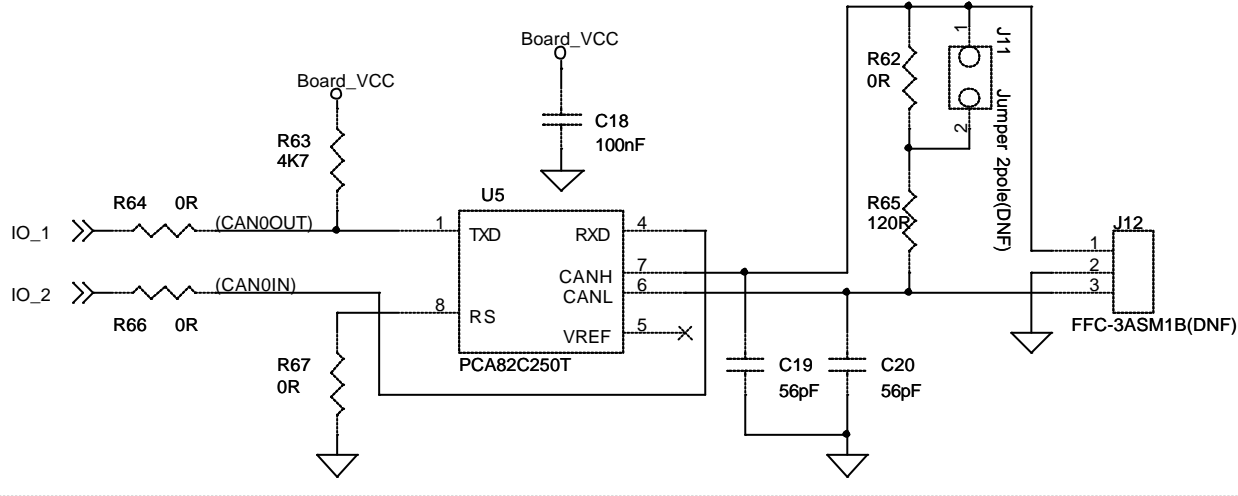 Board_VCC
Board_VCC
R63
4K7
C18
100nF
R62
0R
1
J11
2
Jumper 2pole(DNF)
R64 0R
(CAN0OUT)
IO_1
IO_2
(CAN0IN)
R66 0R
U5
1
TXD
RXD
4
CANH
7
CANL
6
8
RS
VREF
5
PCA82C250T
R67
0R
R65
120R
C19
56pF
C20
56pF
J12
1
2
3
FFC-3ASM1B(DNF)